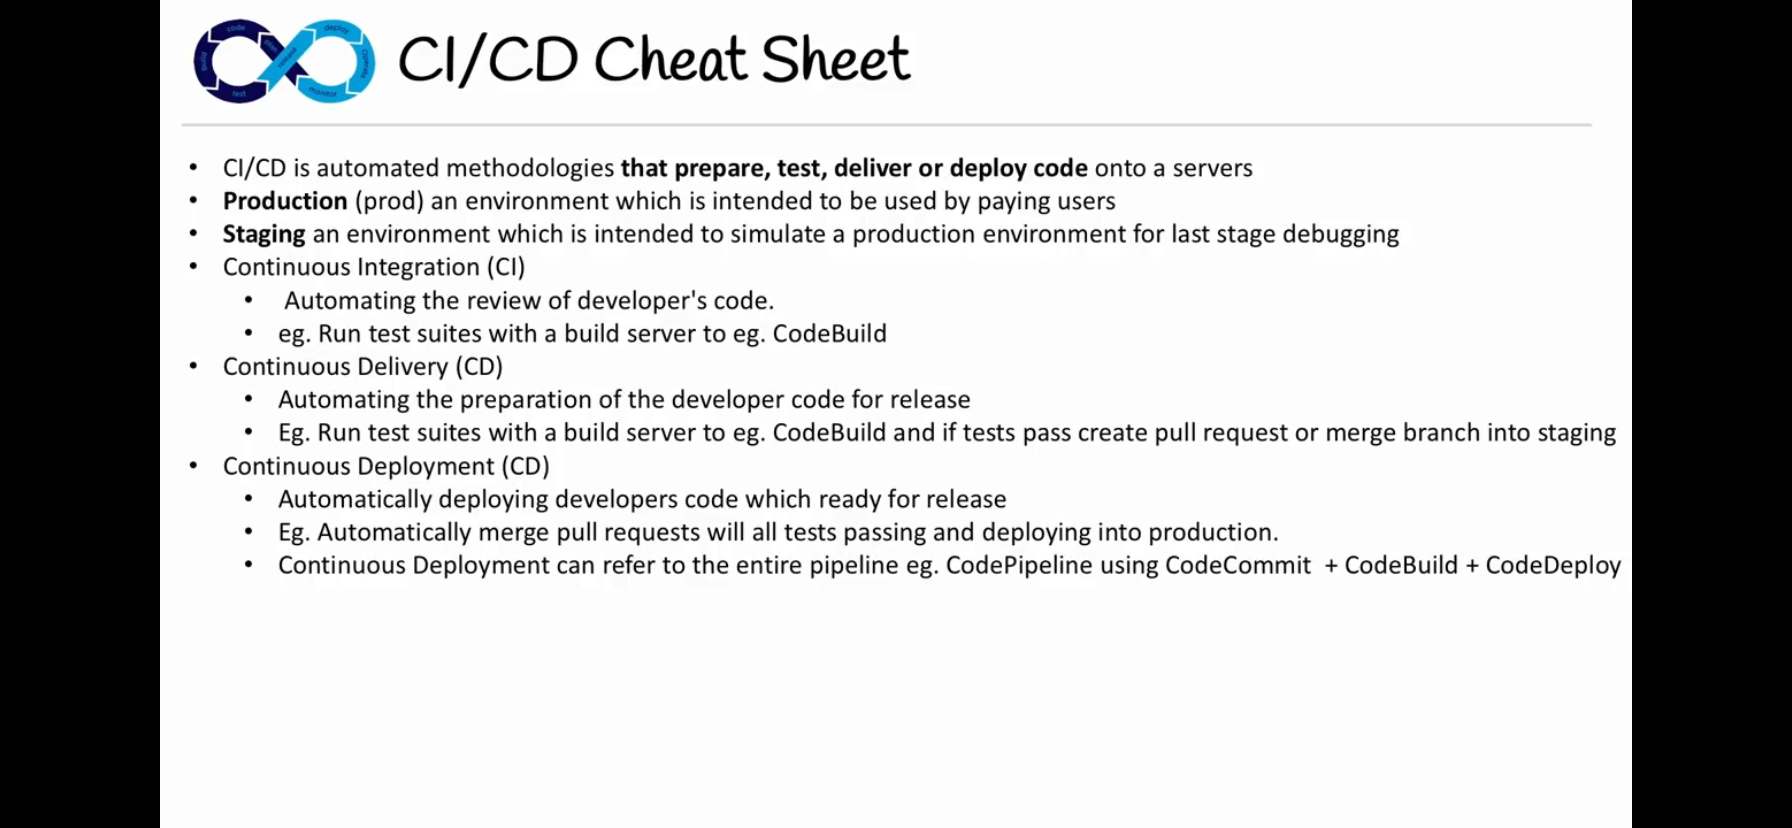 code
plan
build
test
release
deploy
operate
monitor
CI/CD Cheat Sheet
• CI/CD is automated methodologies that prepare, test, deliver or deploy code onto a servers
• Production (prod) an environment which is intended to be used by paying users
• Staging an environment which is intended to simulate a production environment for last stage debugging
• Continuous Integration (CI)
• Automating the review of developer's code.
• eg. Run test suites with a build server to eg. CodeBuild
• Continuous Delivery (CD)
• Automating the preparation of the developer code for release
• Eg. Run test suites with a build server to eg. CodeBuild and if tests pass create pull request or merge branch into staging
• Continuous Deployment (CD)
• Automatically deploying developers code which ready for release
• Eg. Automatically merge pull requests will all tests passing and deploying into production.
• Continuous Deployment can refer to the entire pipeline eg. CodePipeline using CodeCommit + CodeBuild + CodeDeploy